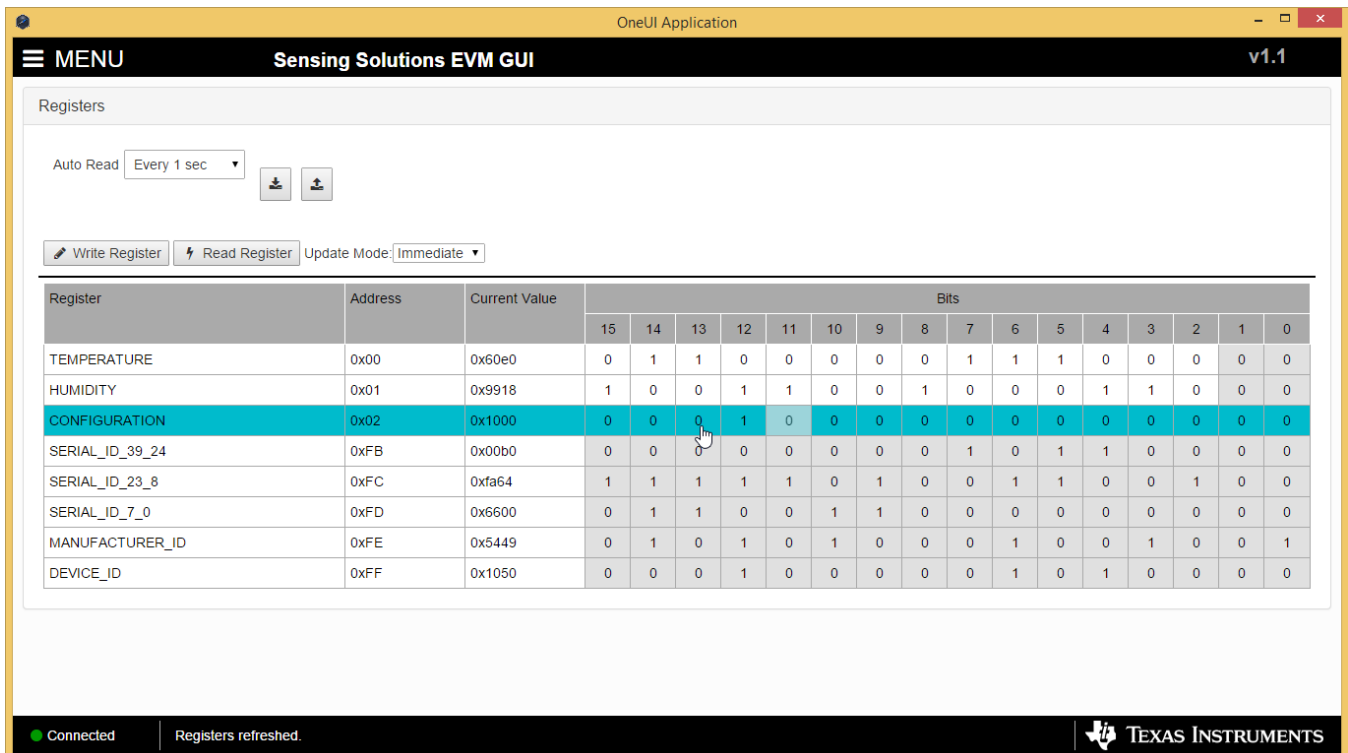 OneUI Application
MENU Sensing Solutions EVM GUI v1.1
Registers
Auto Read Every 1 sec
Write Register Read Register Update Mode: Immediate
Register Address Current Value Bits
15 14 13 12 11 10 9 8 7 6 5 4 3 2 1 0
TEMPERATURE 0x00 0x60e0 0 1 1 0 0 0 0 0 1 1 1 0 0 0 0 0
HUMIDITY 0x01 0x9918 1 0 0 1 1 0 0 1 0 0 0 1 1 0 0 0
CONFIGURATION 0x02 0x1000 0 0 0 1 0 0 0 0 0 0 0 0 0 0 0 0
SERIAL_ID_39_24 0xFB 0x00b0 0 0 0 0 0 0 0 0 1 0 1 1 0 0 0 0
SERIAL_ID_23_8 0xFC 0xfa64 1 1 1 1 1 0 1 0 0 1 1 0 0 1 0 0
SERIAL_ID_7_0 0xFD 0x6600 0 1 1 0 0 1 1 0 0 0 0 0 0 0 0 0
MANUFACTURER_ID 0xFE 0x5449 0 1 0 1 0 1 0 0 0 1 0 0 1 0 0 1
DEVICE_ID 0xFF 0x1050 0 0 0 1 0 0 0 0 0 1 0 1 0 0 0 0
Connected Registers refreshed. TEXAS INSTRUMENTS